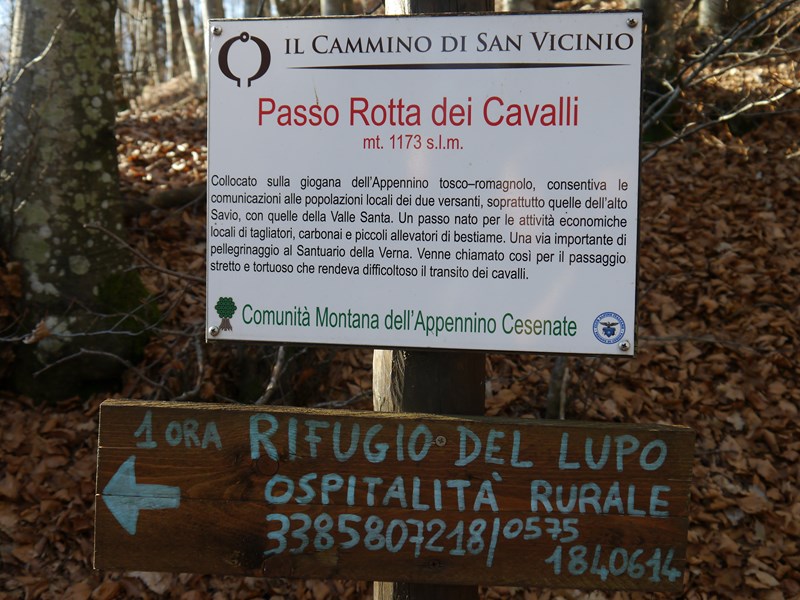 IL CAMMINO DI SAN VICINIO
Passo Rotta dei Cavalli
mt. 1173 s.l.m.
Collocato sulla giogana dell'Appennino tosco–romagnolo, consentiva le
comunicazioni alle popolazioni locali dei due versanti, soprattutto quelle dell'alto
Savio, con quelle della Valle Santa. Un passo nato per le attività economiche
locali di tagliatori, carbonai e piccoli allevatori di bestiame. Una via importante di
pellegrinaggio al Santuario della Verna. Venne chiamato così per il passaggio
stretto e tortuoso che rendeva difficoltoso il transito dei cavalli.
Comunità Montana dell'Appennino Cesenate
1 ORA RIFUGIO DEL LUPO
OSPITALITÀ RURALE
3385807218/0575
1840614